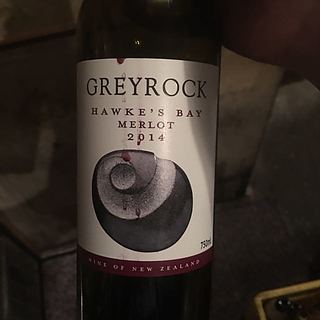 GREYROCK
HAWKE'S BAY
MERLOT
2014
750ml
WINE OF NEW ZEALAND